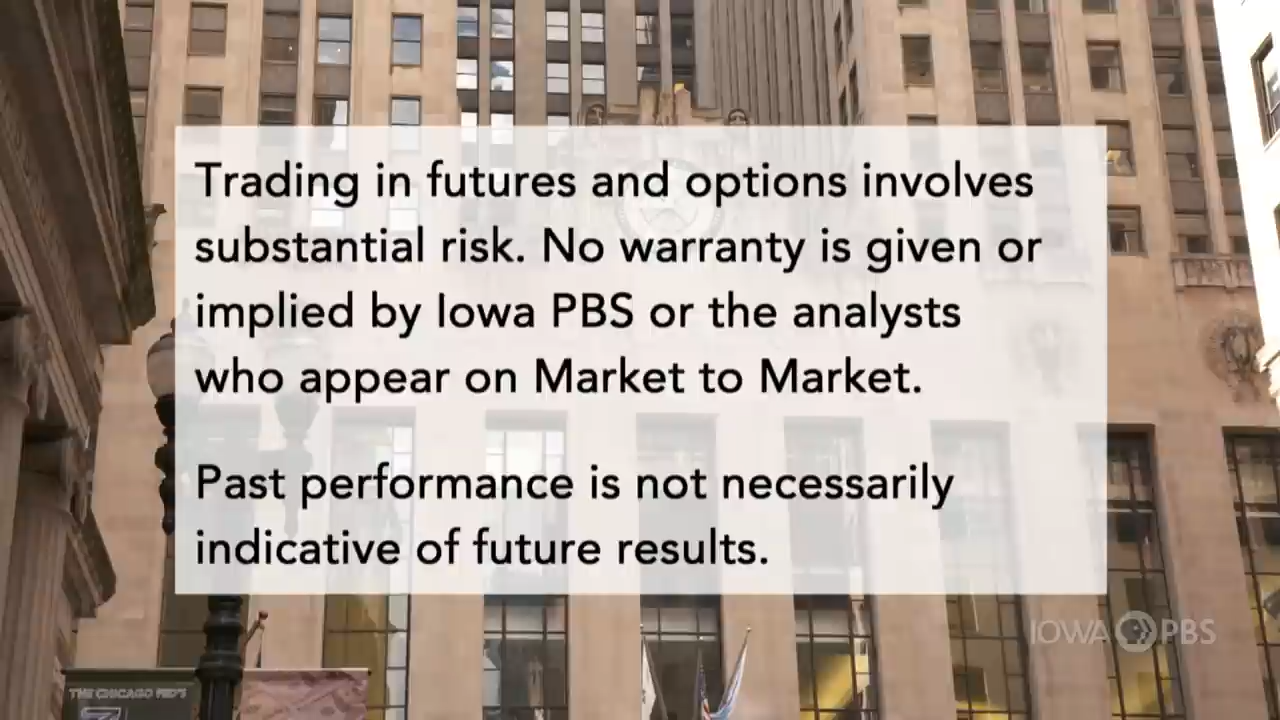 Trading in futures and options involves
substantial risk. No warranty is given or
implied by Iowa PBS or the analysts
who appear on Market to Market.
Past performance is not necessarily
indicative of future results.
IOWA PBS
THE CHICAGO FED'S